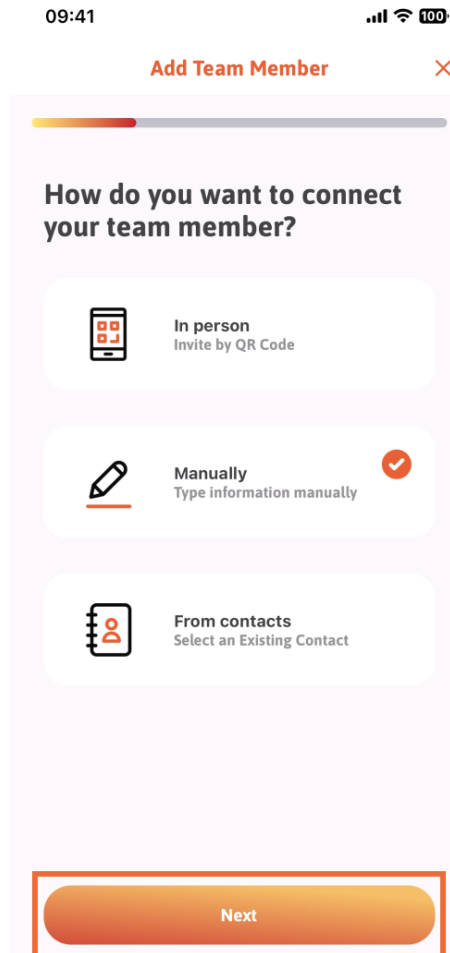 09:41
100
Add Team Member
How do you want to connect
your team member?
In person
Invite by QR Code
Manually
Type information manually
From contacts
Select an Existing Contact
Next